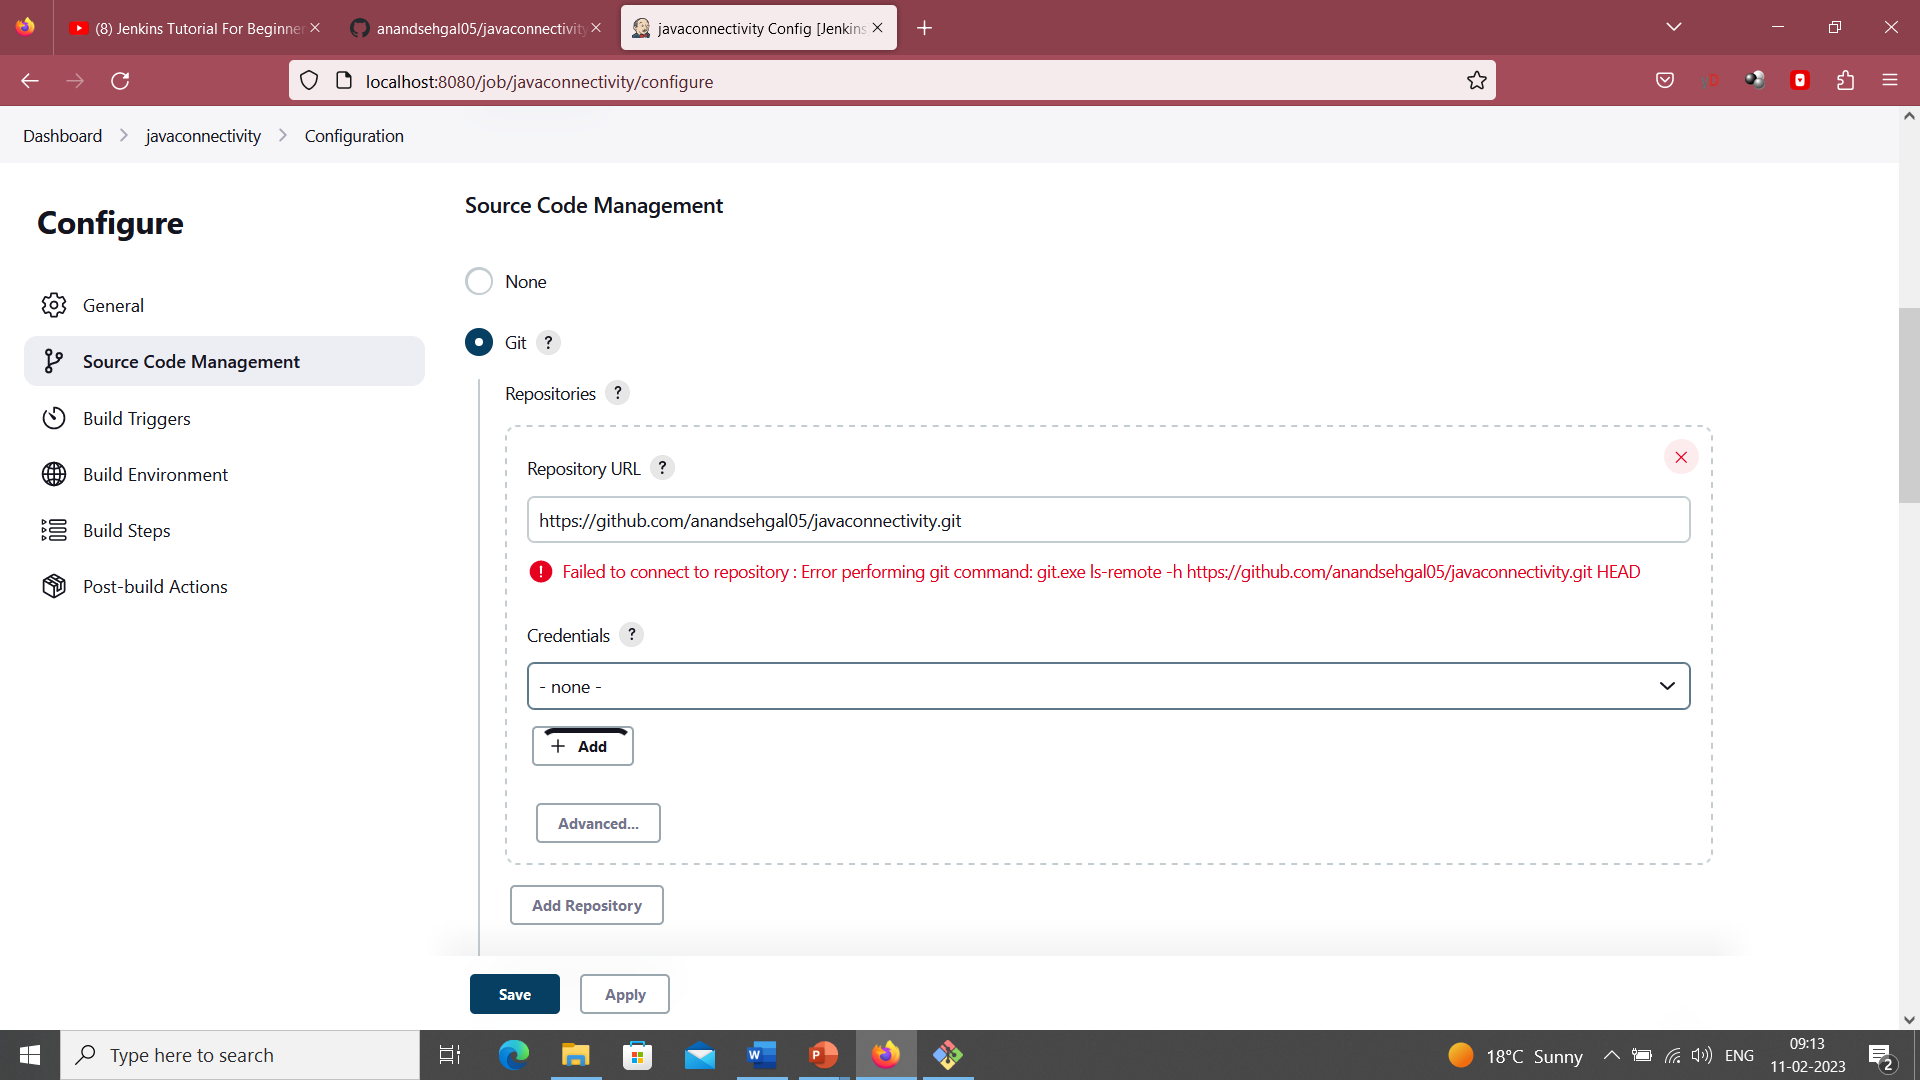 (8) Jenkins Tutorial For Beginner
anandsehgal05/javaconnectivity
javaconnectivity Config [Jenkins
localhost:8080/job/javaconnectivity/configure
Dashboard
javaconnectivity
Configuration
Configure
General
Source Code Management
Build Triggers
Build Environment
Build Steps
Post-build Actions
Source Code Management
None
Git ?
Repositories ?
Repository URL ?
https://github.com/anandsehgal05/javaconnectivity.git
Failed to connect to repository : Error performing git command: git.exe ls-remote -h https://github.com/anandsehgal05/javaconnectivity.git HEAD
Credentials ?
- none -
+ Add
Advanced...
Add Repository
Save
Apply
Type here to search
18°C Sunny
ENG
09:13
11-02-2023
2